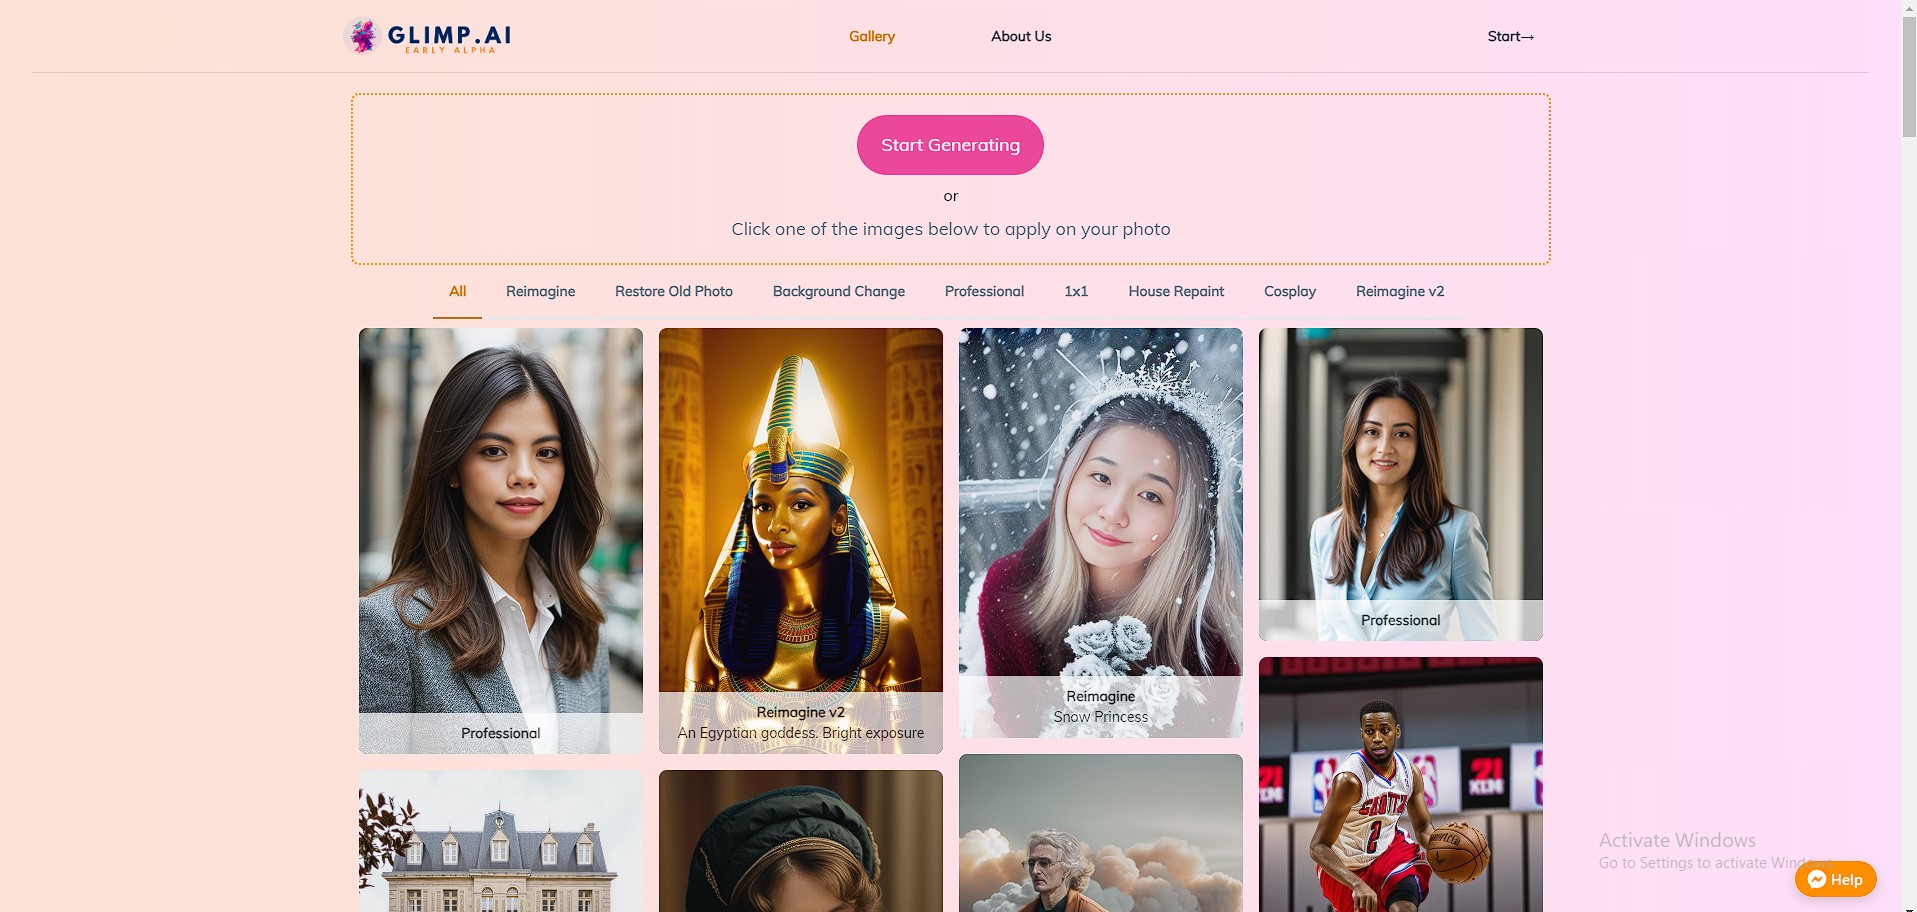 GLIMP.AI
EARLY ALPHA
Gallery
About Us
Start→
Start Generating
or
Click one of the images below to apply on your photo
All
Reimagine
Restore Old Photo
Background Change
Professional
1x1
House Repaint
Cosplay
Reimagine v2
Professional
Reimagine v2
An Egyptian goddess. Bright exposure
Reimagine
Snow Princess
Professional
Activate Windows
Go to Settings to activate
Help